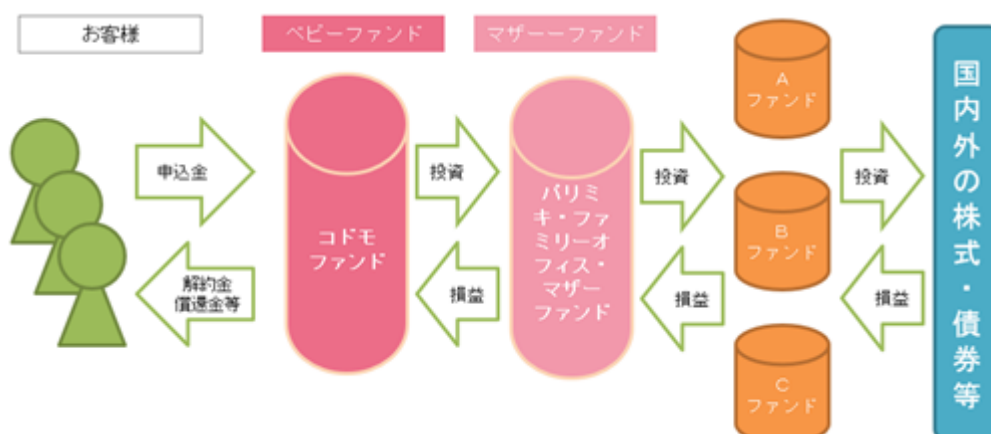 お客様
ベビーファンド
マザーーファンド
申込金
解約金
償還金等
コドモ
ファンド
投資
損益
パリミ
キ・ファ
ミリーオ
フィス・
マザー
ファンド
投資
損益
A
ファンド
B
ファンド
C
ファンド
投資
損益
国内外の株式・債券等